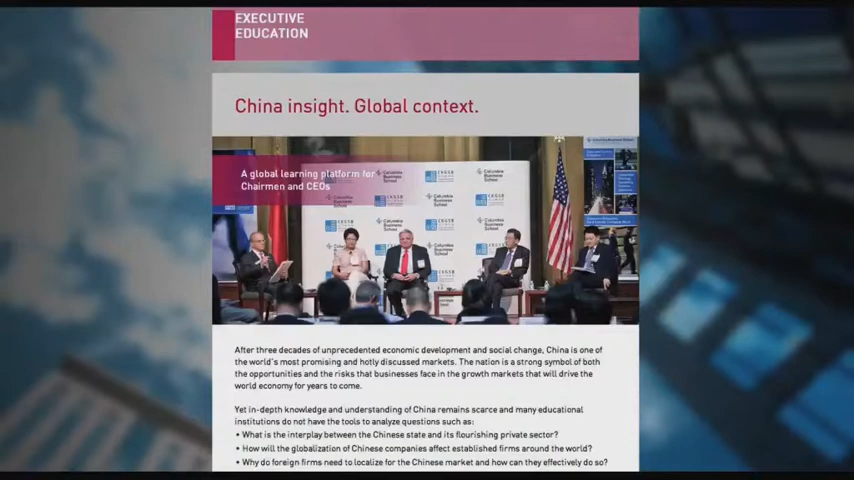 EXECUTIVE
EDUCATION
China insight. Global context.
A global learning platform for
Chairmen and CEOs
Columbia
Business
School
CKGSB
After three decades of unprecedented economic development and social change, China is one of
the world's most promising and hotly discussed markets. The nation is a strong symbol of both
the opportunities and the risks that businesses face in the growth markets that will drive the
world economy for years to come.
Yet in-depth knowledge and understanding of China remains scarce and many educational
institutions do not have the tools to analyze questions such as:
• What is the interplay between the Chinese state and its flourishing private sector?
• How will the globalization of Chinese companies affect established firms around the world?
• Why do foreign firms need to localize for the Chinese market and how can they effectively do so?